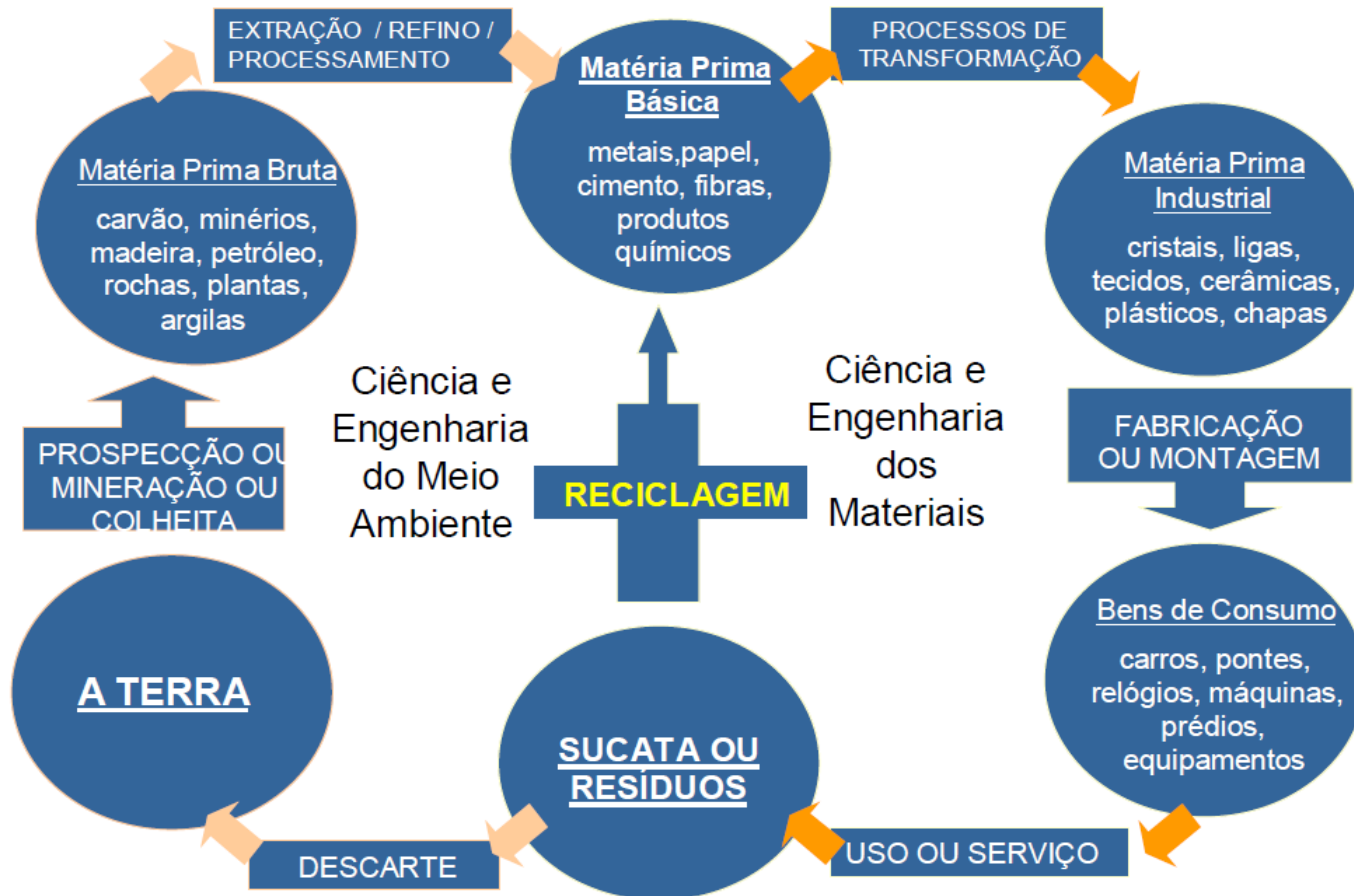 EXTRAÇÃO / REFINO /
PROCESSAMENTO
Matéria Prima
Básica
metais,papel,
cimento, fibras,
produtos
químicos
PROCESSOS DE
TRANSFORMAÇÃO
Matéria Prima Bruta
carvão, minérios,
madeira, petróleo,
rochas, plantas,
argilas
Matéria Prima
Industrial
cristais, ligas,
tecidos, cerâmicas,
plásticos, chapas
Ciência e
Engenharia
do Meio
Ambiente
Ciência e
Engenharia
dos
Materiais
PROSPECÇÃO OU
MINERAÇÃO OU
COLHEITA
RECICLAGEM
FABRICAÇÃO
OU MONTAGEM
A TERRA
SUCATA OU
RESÍDUOS
Bens de Consumo
carros, pontes,
relógios, máquinas,
prédios,
equipamentos
DESCARTE
USO OU SERVIÇO